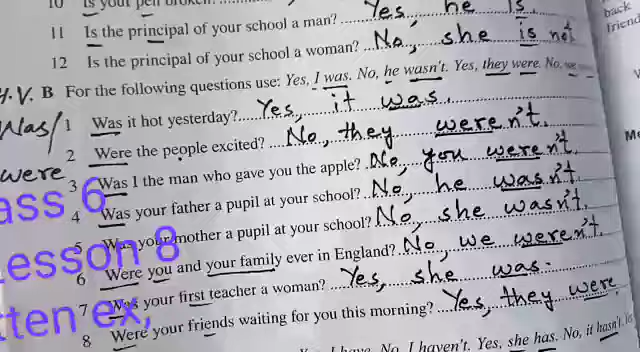 10 Is your pen broken?
11 Is the principal of your school a man? Yes, he is.
12 Is the principal of your school a woman? No, she is not
H.V. B For the following questions use: Yes, I was. No, he wasn't. Yes, they were. No,
Was/ 1 Was it hot yesterday? Yes, it was.
2 Were the people excited? No, they weren't.
were 3 Was I the man who gave you the apple? No, you weren't.
ass 6 4 Was your father a pupil at your school? No, he wasn't.
5 Was your mother a pupil at your school? No, she wasn't.
esson 8 6 Were you and your family ever in England? No, we weren't.
7 Was your first teacher a woman? Yes, she was.
tten ex, 8 Were your friends waiting for you this morning? Yes, they were
I have. No, I haven't. Yes, she has. No, it hasn't.
back
friend